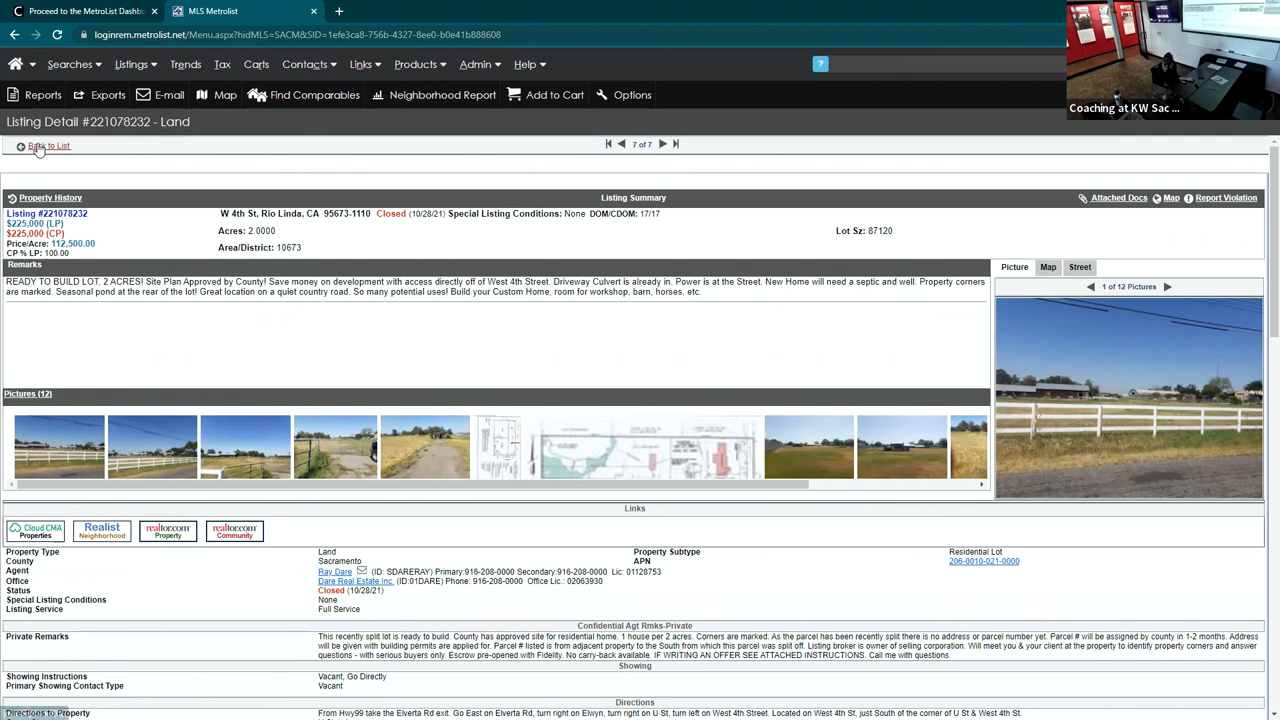 Proceed to the MetroList Dashb
MLS Metrolist
loginrem.metrolist.net/Menu.aspx?hidMLS=SACM&SID=1efe3ca8-756b-4327-8ee0-b0e41b888608
Searches Listings Trends Tax Carts Contacts Links Products Admin Help ?
Reports Exports E-mail Map Find Comparables Neighborhood Report Add to Cart Options
Coaching at KW Sac ...
Listing Detail #221078232 - Land
Back to List 7 of 7
Property History Listing Summary Attached Docs Map Report Violation
Listing #221078232 W 4th St, Rio Linda, CA 95673-1110 Closed (10/28/21) Special Listing Conditions: None DOM/CDOM: 17/17
$225,000 (LP)
$225,000 (CP) Acres: 2.0000 Lot Sz: 87120
Price/Acre: 112,500.00 Area/District: 10673
CP % LP: 100.00
Remarks
Picture Map Street
READY TO BUILD LOT, 2 ACRES! Site Plan Approved by County! Save money on development with access directly off of West 4th Street. Driveway Culvert is already in. Power is at the Street. New Home will need a septic and well. Property corners
are marked. Seasonal pond at the rear of the lot! Great location on a quiet country road. So many potential uses! Build your Custom Home, room for workshop, barn, horses, etc.
1 of 12 Pictures
Pictures (12)
Links
Cloud CMA Properties Realist Neighborhood realtor.com Property realtor.com Community
Property Type Land Property Subtype Residential Lot
County Sacramento APN 206-0010-021-0000
Agent Ray Dare (ID: SDARERAY) Primary:916-208-0000 Secondary:916-208-0000 Lic: 01128753
Office Dare Real Estate Inc. (ID:01DARE) Phone: 916-208-0000 Office Lic.: 02063930
Status Closed (10/28/21)
Special Listing Conditions None
Listing Service Full Service
Confidential Agt Rmks-Private
Private Remarks This recently split lot is ready to build. County has approved site for residential home. 1 house per 2 acres. Corners are marked. As the parcel has been recently split there is no address or parcel number yet. Parcel # will be assigned by county in 1-2 months. Address
will be given with building permits are applied for. Parcel # listed is from adjacent property to the South from which this parcel was split off. Listing broker is owner of selling corporation. Will meet you & your client at the property to identify property corners and answer
questions - with serious buyers only. Escrow pre-opened with Fidelity. No carry-back available. IF WRITING AN OFFER SEE ATTACHED INSTRUCTIONS. Call me with questions.
Showing
Showing Instructions Vacant, Go Directly
Primary Showing Contact Type Vacant
Directions
Directions to Property From Hwy99 take the Elverta Rd exit. Go East on Elverta Rd, turn right on Elwyn, turn right on U St, turn left on West 4th Street. Located on West 4th St, just South of the corner of U St & West 4th St.